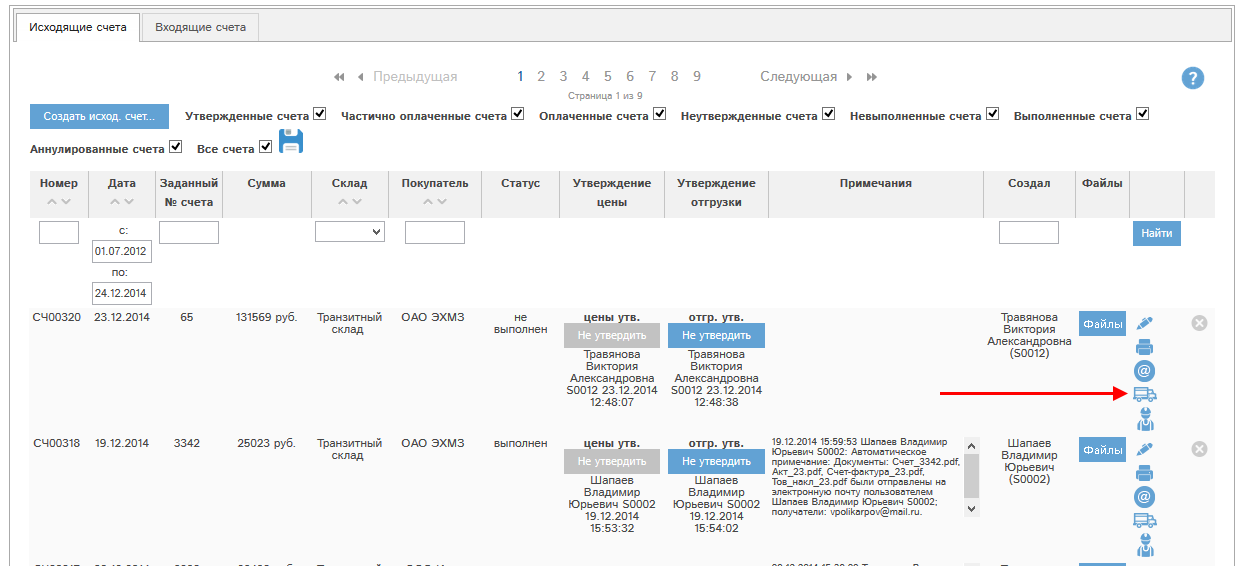 Исходящие счета Входящие счета
Предыдущая 1 2 3 4 5 6 7 8 9 Следующая
?
Страница 1 из 9
Создать исход. счет... Утвержденные счета Частично оплаченные счета Оплаченные счета Неутвержденные счета Невыполненные счета Выполненные счета
Аннулированные счета Все счета
Номер Дата Заданный № счета Сумма Склад Покупатель Статус Утверждение цены Утверждение отгрузки Примечания Создал Файлы
с:
01.07.2012
по:
24.12.2014
Найти
СЧ00320 23.12.2014 65 131569 руб. Транзитный склад ОАО ЭХМЗ не выполнен
цены утв.
Не утвердить
Травянова
Виктория
Александровна
S0012 23.12.2014
12:48:07
отгр. утв.
Не утвердить
Травянова
Виктория
Александровна
S0012 23.12.2014
12:48:38
Травянова
Виктория
Александровна
(S0012)
Файлы
@
СЧ00318 19.12.2014 3342 25023 руб. Транзитный склад ОАО ЭХМЗ выполнен
цены утв.
Не утвердить
Шапаев
Владимир
Юрьевич S0002
19.12.2014
15:53:32
отгр. утв.
Не утвердить
Шапаев
Владимир
Юрьевич S0002
19.12.2014
15:54:02
19.12.2014 15:59:53 Шапаев Владимир
Юрьевич S0002: Автоматическое
примечание: Документы: Счет_3342.pdf,
Акт_23.pdf, Счет-фактура_23.pdf,
Тов_накл_23.pdf были отправлены на
электронную почту пользователем
Шапаев Владимир Юрьевич S0002;
получатели: vpolikarpov@mail.ru.
Шапаев
Владимир
Юрьевич
(S0002)
Файлы
@